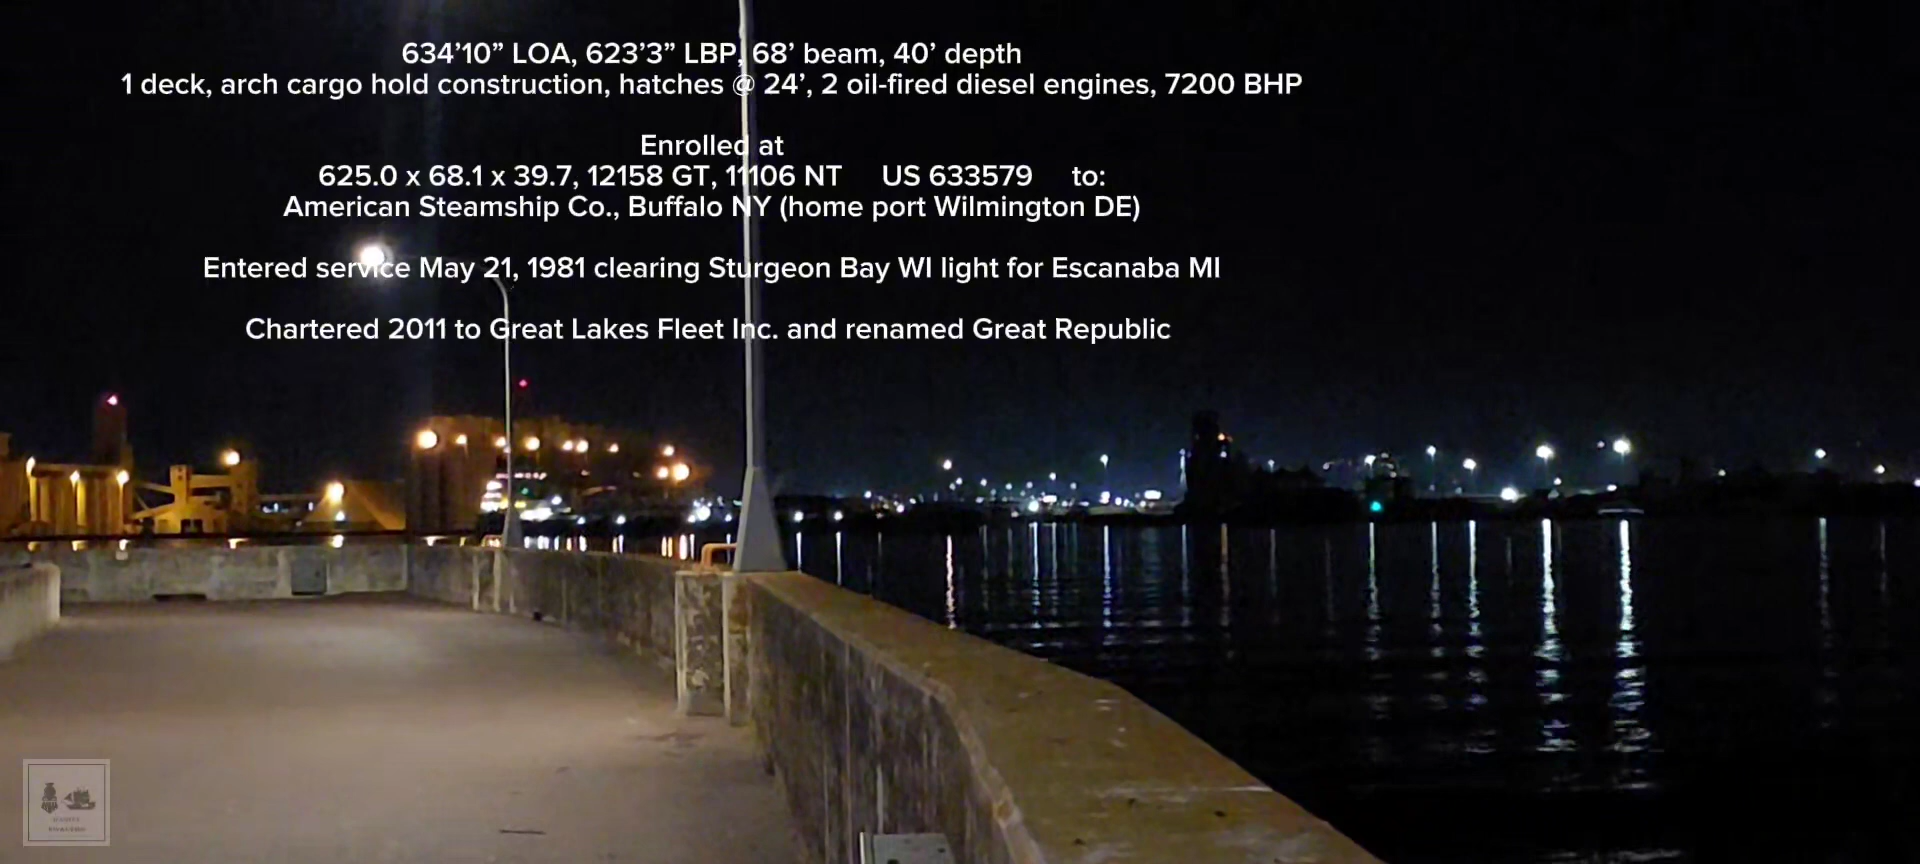 634’10” LOA, 623’3” LBP, 68’ beam, 40’ depth
1 deck, arch cargo hold construction, hatches @ 24’, 2 oil-fired diesel engines, 7200 BHP
Enrolled at
625.0 x 68.1 x 39.7, 12158 GT, 11106 NT US 633579 to:
American Steamship Co., Buffalo NY (home port Wilmington DE)
Entered service May 21, 1981 clearing Sturgeon Bay WI light for Escanaba MI
Chartered 2011 to Great Lakes Fleet Inc. and renamed Great Republic